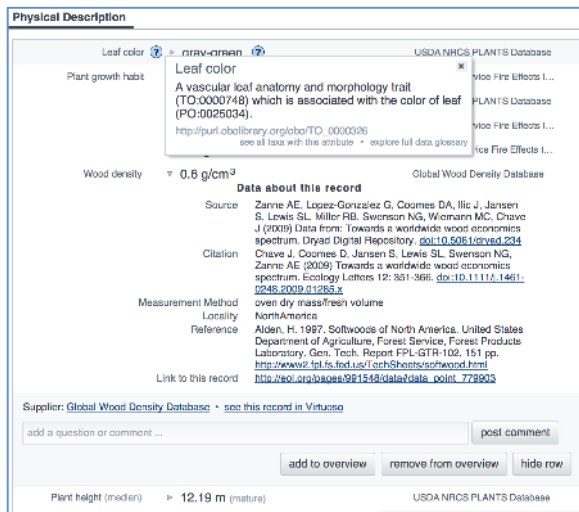 Physical Description
Leaf color ? gray-green ? USDA NRCS PLANTS Database
Plant growth habit
Leaf color ×
A vascular leaf anatomy and morphology trait
(TO:0000748) which is associated with the color of leaf
(PO:0025034).
http://purl.obolibrary.org/obo/TO_0000326
see all taxa with this attribute • explore full data glossary
vice Fire Effects I...
PLANTS Database
vice Fire Effects I...
ice Fire Effects I...
Wood density 0.6 g/cm³ Global Wood Density Database
Data about this record
Source Zanne AE, Lopez-Gonzalez G, Coomes DA, Ilic J, Jansen
S, Lewis SL, Miller RB, Swenson NG, Wiemann MC, Chave
J (2009) Data from: Towards a worldwide wood economics
spectrum. Dryad Digital Repository. doi:10.5061/dryad.234
Citation Chave J, Coomes D, Jansen S, Lewis SL, Swenson NG,
Zanne AE (2009) Towards a worldwide wood economics
spectrum. Ecology Letters 12: 351-366. doi:10.1111/j.1461-
0248.2009.01285.x
Measurement Method oven dry mass/fresh volume
Locality NorthAmerica
Reference Alden, H. 1997. Softwoods of North America. United States
Department of Agriculture, Forest Service, Forest Products
Laboratory. Gen. Tech. Report FPL-GTR-102. 151 pp.
http://www2.fpl.fs.fed.us/TechSheets/softwood.html
Link to this record http://eol.org/pages/991548/data#data_point_779903
Supplier: Global Wood Density Database • see this record in Virtuoso
add a question or comment ... post comment
add to overview remove from overview hide row
Plant height (median) 12.19 m (mature) USDA NRCS PLANTS Database